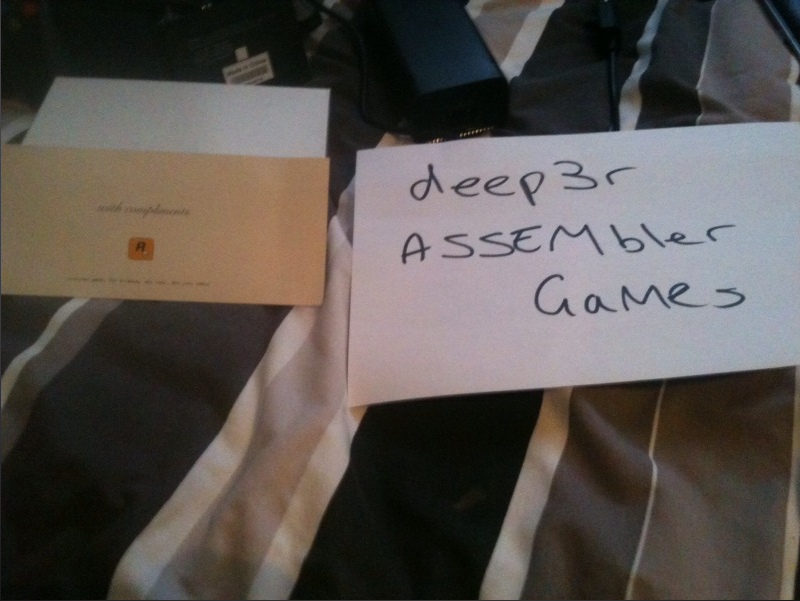 with compliments
R
deep3r
ASSEMbler
GaMes